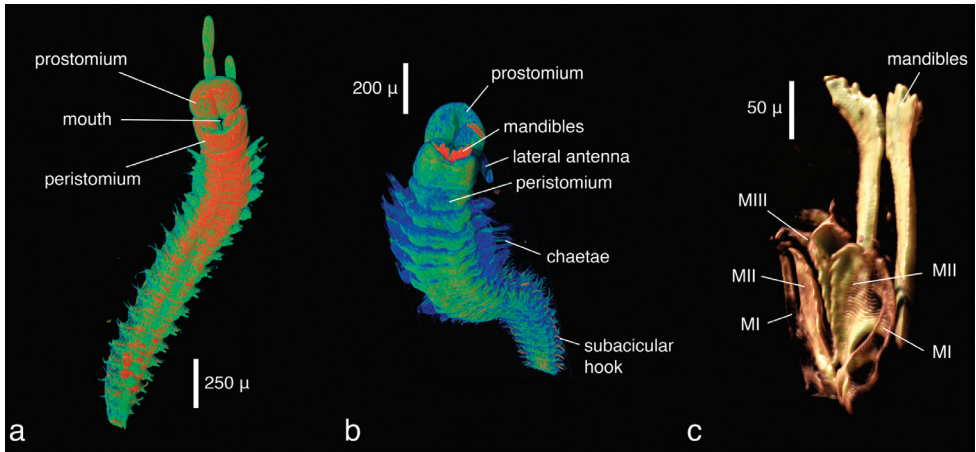 prostomium
mouth
peristomium
250 µ
a
200 µ
prostomium
mandibles
lateral antenna
peristomium
chaetae
subacicular
hook
b
50 µ
mandibles
MIII
MII
MII
MI
MI
c